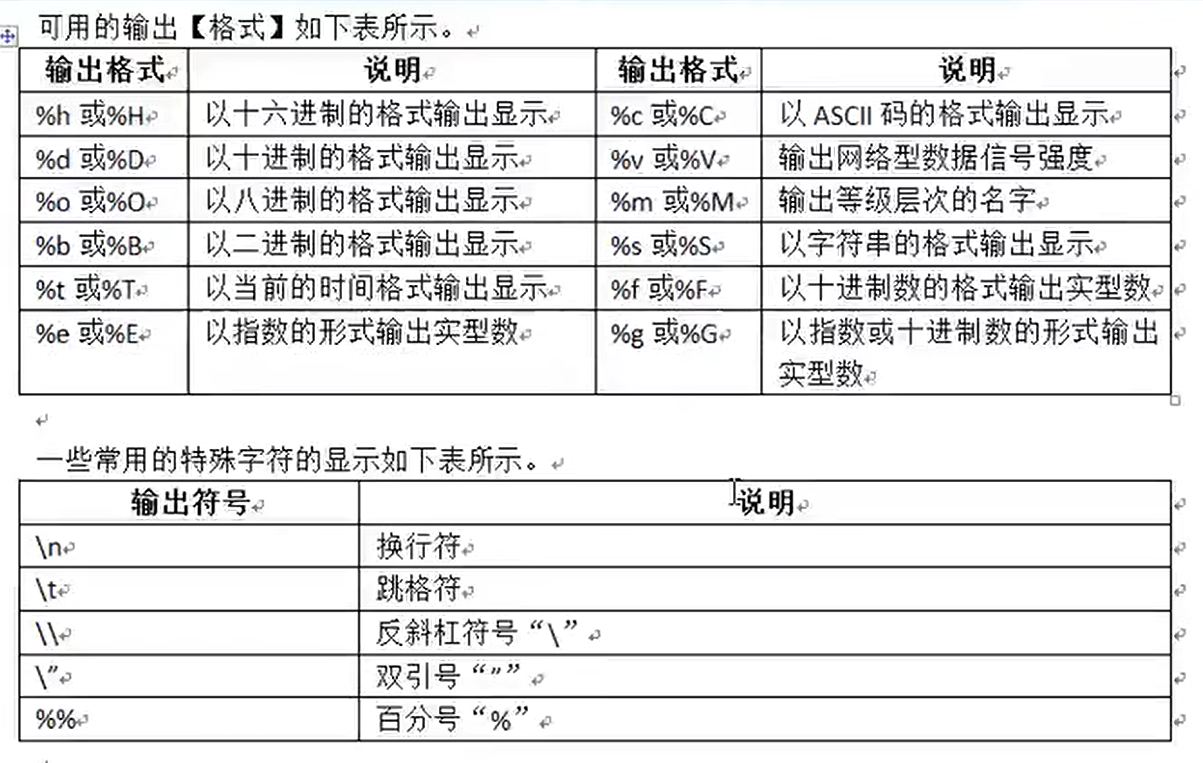 可用的输出【格式】如下表所示。
输出格式 说明 输出格式 说明
%h 或%H 以十六进制的格式输出显示 %c 或%C 以 ASCII 码的格式输出显示
%d 或%D 以十进制的格式输出显示 %v 或%V 输出网络型数据信号强度
%o 或%O 以八进制的格式输出显示 %m 或%M 输出等级层次的名字
%b 或%B 以二进制的格式输出显示 %s 或%S 以字符串的格式输出显示
%t 或%T 以当前的时间格式输出显示 %f 或%F 以十进制数的格式输出实型数
%e 或%E 以指数的形式输出实型数 %g 或%G 以指数或十进制数的形式输出
实型数
一些常用的特殊字符的显示如下表所示。
输出符号 说明
\n 换行符
\t 跳格符
\\ 反斜杠符号“\”
\” 双引号“””
%% 百分号“%”